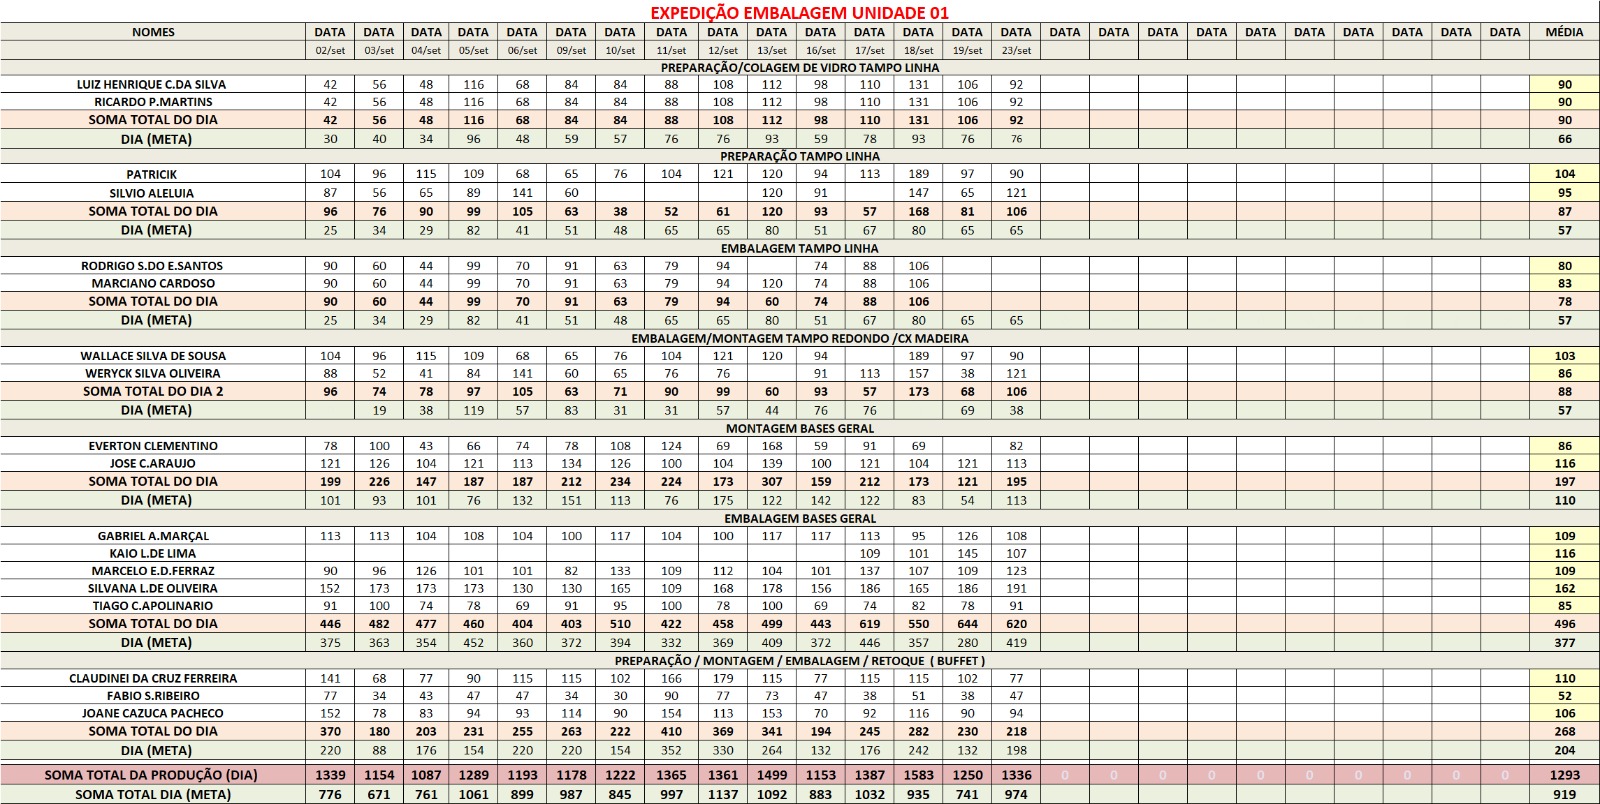 EXPEDIÇÃO EMBALAGEM UNIDADE 01
NOMES DATA DATA DATA DATA DATA DATA DATA DATA DATA DATA DATA DATA DATA DATA DATA DATA DATA DATA DATA DATA DATA DATA DATA DATA DATA MÉDIA
02/set 03/set 04/set 05/set 06/set 09/set 10/set 11/set 12/set 13/set 16/set 17/set 18/set 19/set 23/set
PREPARAÇÃO/COLAGEM DE VIDRO TAMPO LINHA
LUIZ HENRIQUE C.DA SILVA 42 56 48 116 68 84 84 88 108 112 98 110 131 106 92 90
RICARDO P.MARTINS 42 56 48 116 68 84 84 88 108 112 98 110 131 106 92 90
SOMA TOTAL DO DIA 42 56 48 116 68 84 84 88 108 112 98 110 131 106 92 90
DIA (META) 30 40 34 96 48 59 57 76 76 93 59 78 93 76 76 66
PREPARAÇÃO TAMPO LINHA
PATRICIK 104 96 115 109 68 65 76 104 121 120 94 113 189 97 90 104
SILVIO ALELUIA 87 56 65 89 141 60 120 91 147 65 121 95
SOMA TOTAL DO DIA 96 76 90 99 105 63 38 52 61 120 93 57 168 81 106 87
DIA (META) 25 34 29 82 41 51 48 65 65 80 51 67 80 65 65 57
EMBALAGEM TAMPO LINHA
RODRIGO S.DO E.SANTOS 90 60 44 99 70 91 63 79 94 74 88 106 80
MARCIANO CARDOSO 90 60 44 99 70 91 63 79 94 120 74 88 106 83
SOMA TOTAL DO DIA 90 60 44 99 70 91 63 79 94 60 74 88 106 78
DIA (META) 25 34 29 82 41 51 48 65 65 80 51 67 80 65 65 57
EMBALAGEM/MONTAGEM TAMPO REDONDO /CX MADEIRA
WALLACE SILVA DE SOUSA 104 96 115 109 68 65 76 104 121 120 94 189 97 90 103
WERYCK SILVA OLIVEIRA 88 52 41 84 141 60 65 76 76 91 113 157 38 121 86
SOMA TOTAL DO DIA 2 96 74 78 97 105 63 71 90 99 60 93 57 173 68 106 88
DIA (META) 19 38 119 57 83 31 31 57 44 76 76 69 38 57
MONTAGEM BASES GERAL
EVERTON CLEMENTINO 78 100 43 66 74 78 108 124 69 168 59 91 69 82 86
JOSE C.ARAUJO 121 126 104 121 113 134 126 100 104 139 100 121 104 121 113 116
SOMA TOTAL DO DIA 199 226 147 187 187 212 234 224 173 307 159 212 173 121 195 197
DIA (META) 101 93 101 76 132 151 113 76 175 122 142 122 83 54 113 110
EMBALAGEM BASES GERAL
GABRIEL A.MARÇAL 113 113 104 108 104 100 117 104 100 117 117 113 95 126 108 109
KAIO L.DE LIMA 109 101 145 107 116
MARCELO E.D.FERRAZ 90 96 126 101 101 82 133 109 112 104 101 137 107 109 123 109
SILVANA L.DE OLIVEIRA 152 173 173 173 130 130 165 109 168 178 156 186 165 186 191 162
TIAGO C.APOLINARIO 91 100 74 78 69 91 95 100 78 100 69 74 82 78 91 85
SOMA TOTAL DO DIA 446 482 477 460 404 403 510 422 458 499 443 619 550 644 620 496
DIA (META) 375 363 354 452 360 372 394 332 369 409 372 446 357 280 419 377
PREPARAÇÃO / MONTAGEM / EMBALAGEM / RETOQUE ( BUFFET )
CLAUDINEI DA CRUZ FERREIRA 141 68 77 90 115 115 102 166 179 115 77 115 115 102 77 110
FABIO S.RIBEIRO 77 34 43 47 47 34 30 90 77 73 47 38 51 38 47 52
JOANE CAZUCA PACHECO 152 78 83 94 93 114 90 154 113 153 70 92 116 90 94 106
SOMA TOTAL DO DIA 370 180 203 231 255 263 222 410 369 341 194 245 282 230 218 268
DIA (META) 220 88 176 154 220 220 154 352 330 264 132 176 242 132 198 204
SOMA TOTAL DA PRODUÇÃO (DIA) 1339 1154 1087 1289 1193 1178 1222 1365 1361 1499 1153 1387 1583 1250 1336 0 0 0 0 0 0 0 0 0 0 1293
SOMA TOTAL DIA (META) 776 671 761 1061 899 987 845 997 1137 1092 883 1032 935 741 974 919